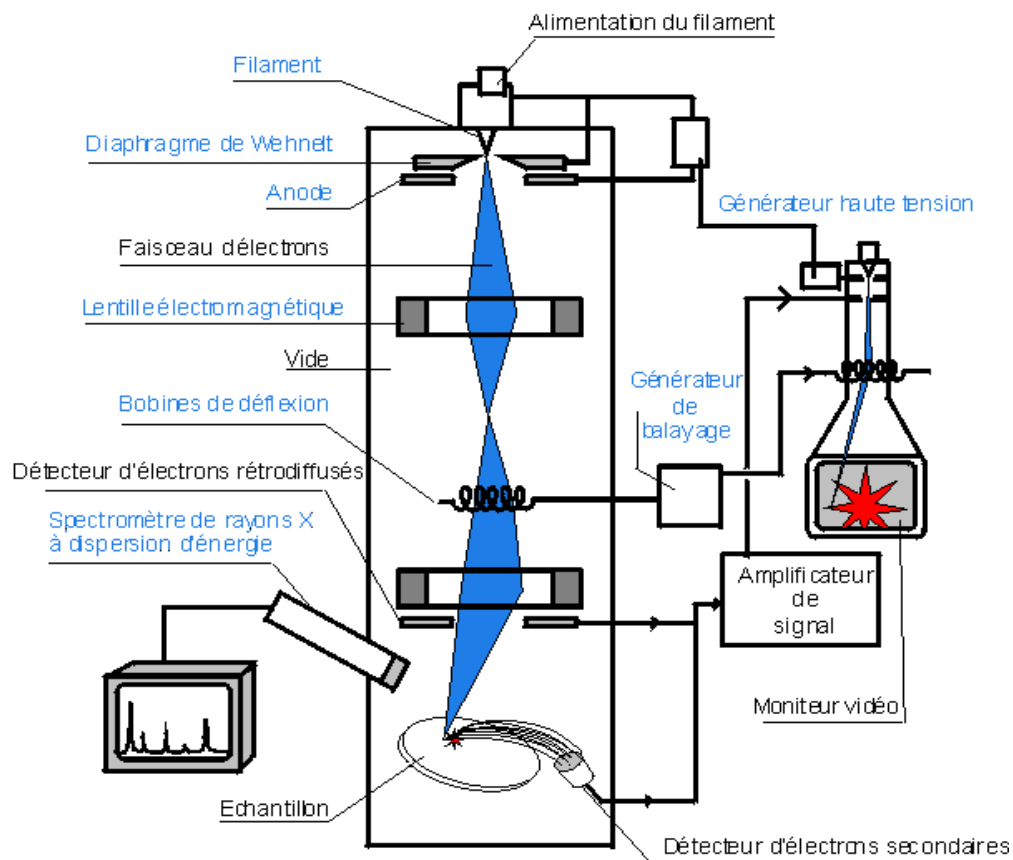 Alimentation du filament
Filament
Diaphragme de Wehnelt
Anode
Générateur haute tension
Faisceau délectrons
Lentille électromagnétique
Vide
Générateur
de
balayage
Bobines de déflexion
Détecteur d'électrons rétrodiffusés
Spectromètre de rayons X
à dispersion d'énergie
Amplificateur
de
signal
Moniteur vidéo
Echantillon
Détecteur d'électrons secondaires